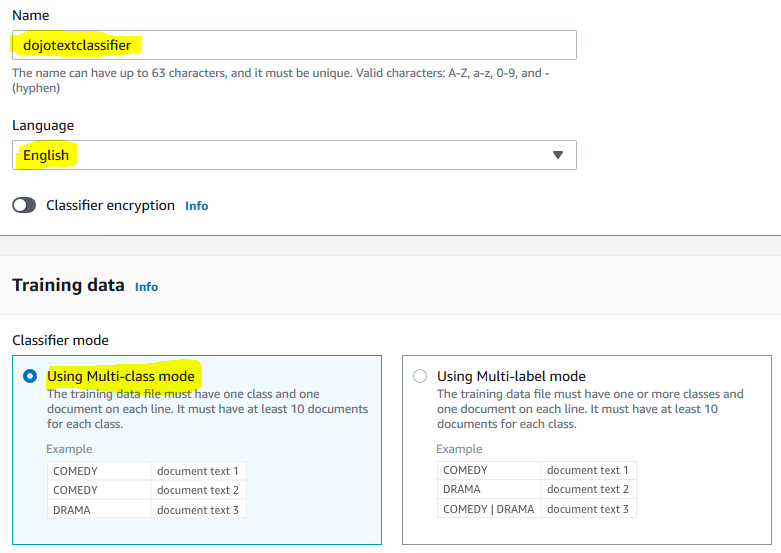 Name
dojotextclassifier
The name can have up to 63 characters, and it must be unique. Valid characters: A-Z, a-z, 0-9, and -
(hyphen)
Language
English
Classifier encryption Info
Training data Info
Classifier mode
Using Multi-class mode
The training data file must have one class and one
document on each line. It must have at least 10 documents
for each class.
Example
COMEDY document text 1
COMEDY document text 2
DRAMA document text 3
Using Multi-label mode
The training data file must have one or more classes and
one document on each line. It must have at least 10
documents for each class.
Example
COMEDY document text 1
DRAMA document text 2
COMEDY | DRAMA document text 3